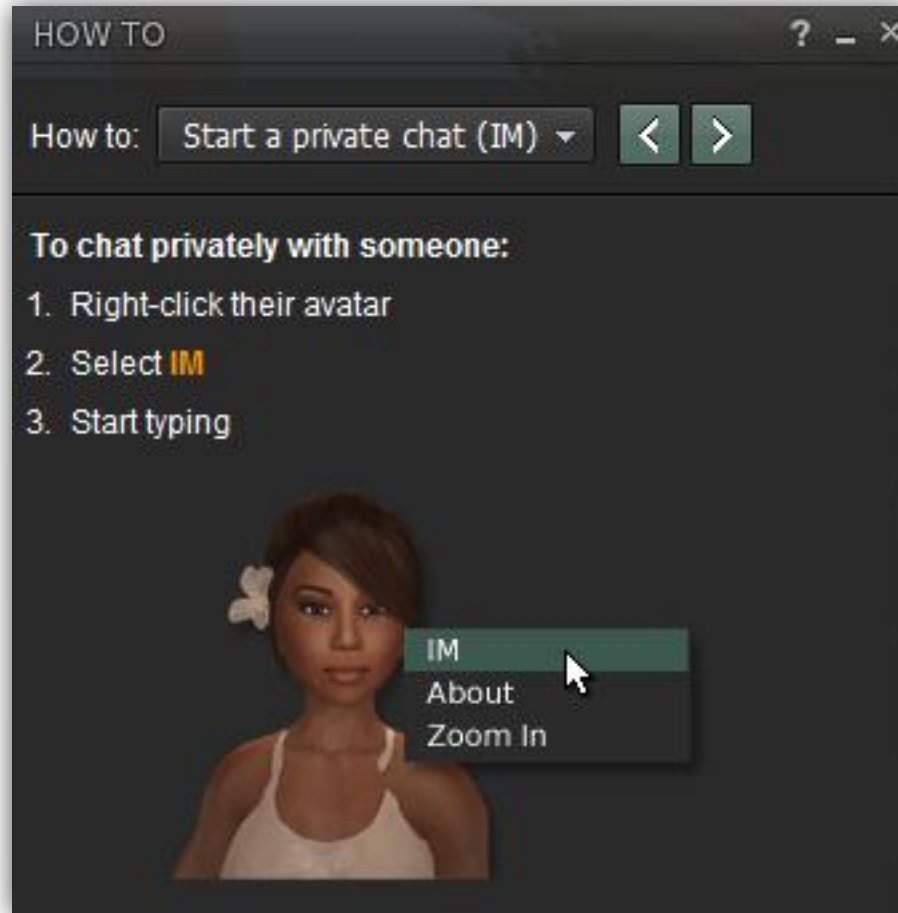 HOW TO
How to: Start a private chat (IM)
To chat privately with someone:
1. Right-click their avatar
2. Select IM
3. Start typing
IM
About
Zoom In